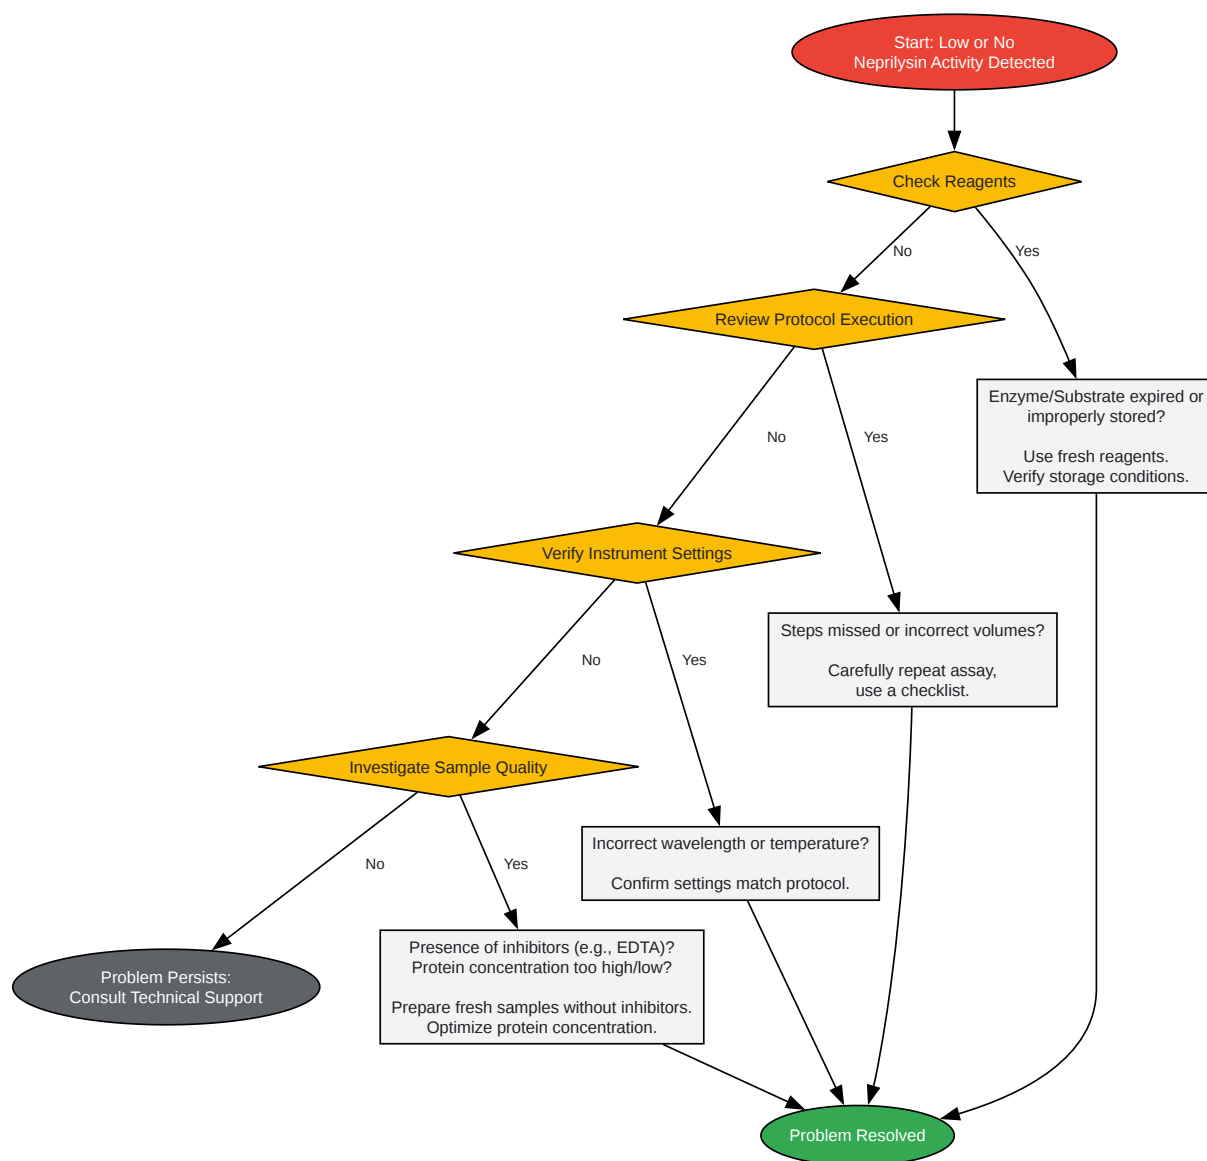 Start: Low or No
Neprilysin Activity Detected
Check Reagents
No
Yes
Review Protocol Execution
Enzyme/Substrate expired or
improperly stored?
Use fresh reagents.
Verify storage conditions.
No
Yes
Verify Instrument Settings
Steps missed or incorrect volumes?
Carefully repeat assay,
use a checklist.
No
Yes
Investigate Sample Quality
Incorrect wavelength or temperature?
Confirm settings match protocol.
No
Yes
Presence of inhibitors (e.g., EDTA)?
Protein concentration too high/low?
Prepare fresh samples without inhibitors.
Optimize protein concentration.
Problem Persists:
Consult Technical Support
Problem Resolved